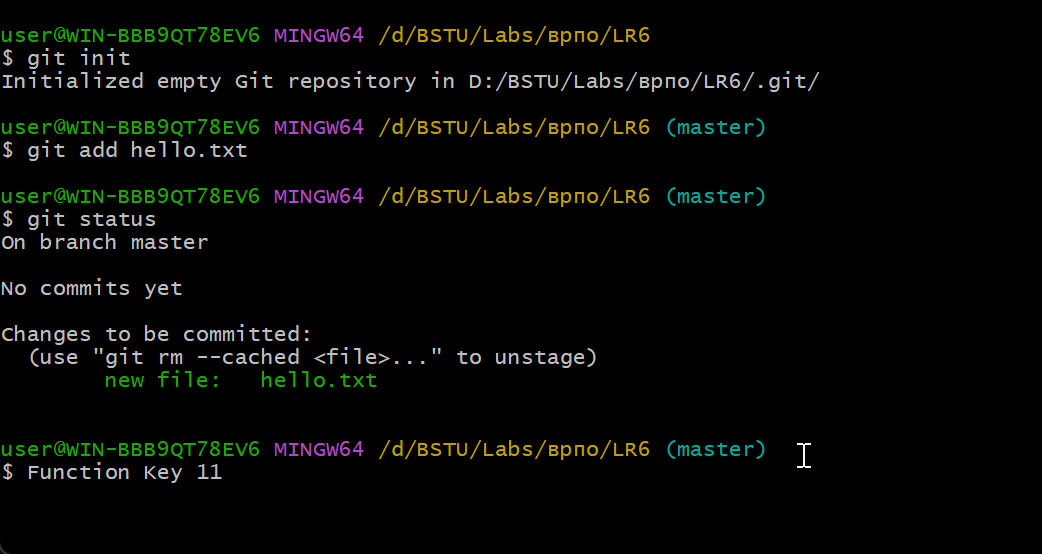 user@WIN-BBB9QT78EV6 MINGW64 /d/BSTU/Labs/врпо/LR6
$ git init
Initialized empty Git repository in D:/BSTU/Labs/врпо/LR6/.git/
user@WIN-BBB9QT78EV6 MINGW64 /d/BSTU/Labs/врпо/LR6 (master)
$ git add hello.txt
user@WIN-BBB9QT78EV6 MINGW64 /d/BSTU/Labs/врпо/LR6 (master)
$ git status
On branch master
No commits yet
Changes to be committed:
  (use "git rm --cached <file>..." to unstage)
        new file:   hello.txt
user@WIN-BBB9QT78EV6 MINGW64 /d/BSTU/Labs/врпо/LR6 (master)
$ Function Key 11